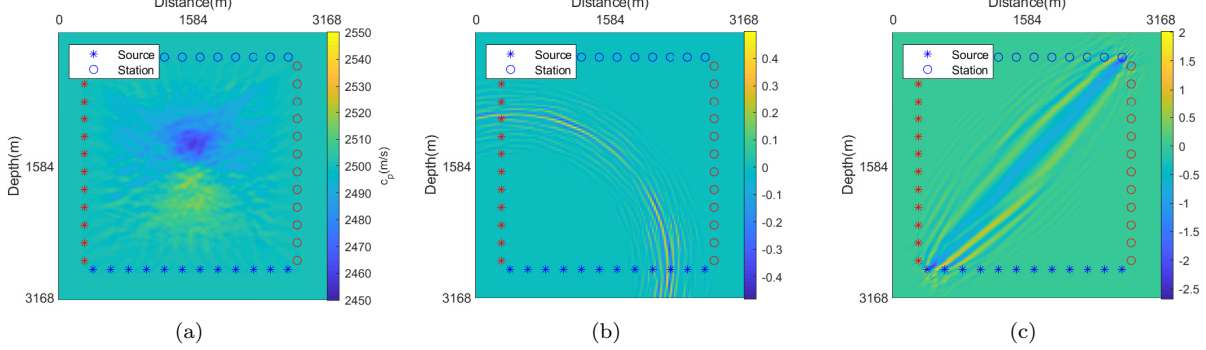 Distance(m)
0 1584 3168
Source
Station
Depth(m)
1584
3168
2550
2540
2530
2520
2510
2500
2490
2480
2470
2460
2450
c_p(m/s)
(a)
Distance(m)
0 1584 3168
Source
Station
Depth(m)
1584
3168
0.4
0.3
0.2
0.1
0
-0.1
-0.2
-0.3
-0.4
(b)
Distance(m)
0 1584 3168
Source
Station
Depth(m)
1584
3168
2
1.5
1
0.5
0
-0.5
-1
-1.5
-2
-2.5
(c)